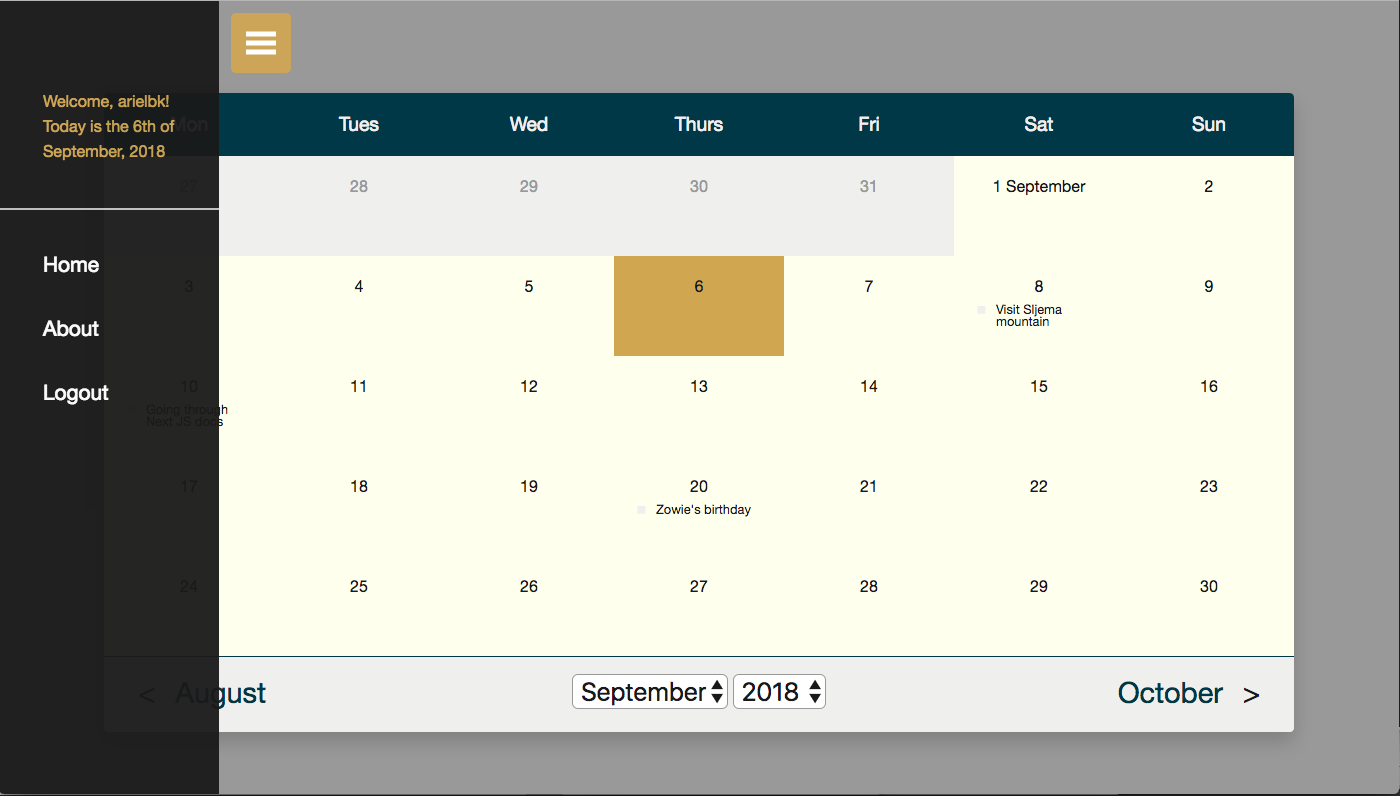 Welcome, arielbk!
Today is the 6th of
September, 2018
Home
About
Logout
Mon Tues Wed Thurs Fri Sat Sun
27 28 29 30 31 1 September 2
3 4 5 6 7 8 9
Visit Sljema
mountain
10 11 12 13 14 15 16
Going through
Next JS docs
17 18 19 20 21 22 23
Zowie's birthday
24 25 26 27 28 29 30
< August September 2018 October >